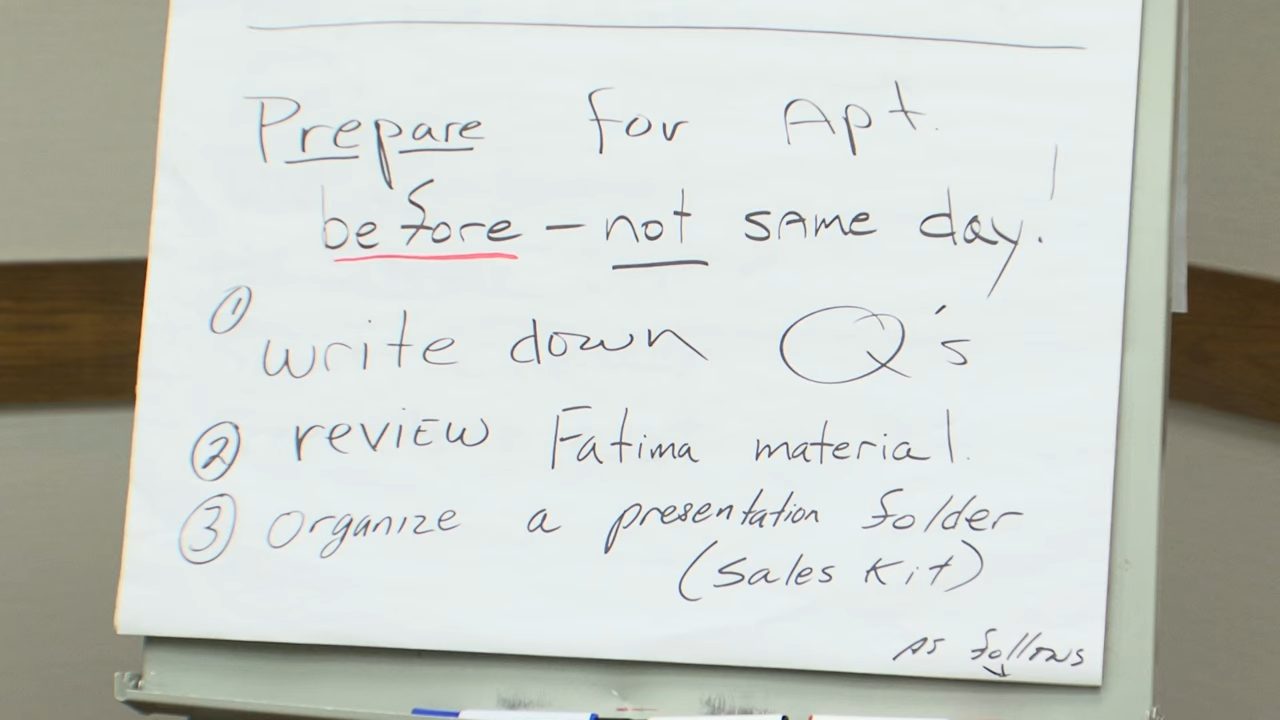 Prepare for Apt.
before - not same day!
① write down Q's
② review Fatima material.
③ organize a presentation folder
(Sales Kit)
As follows